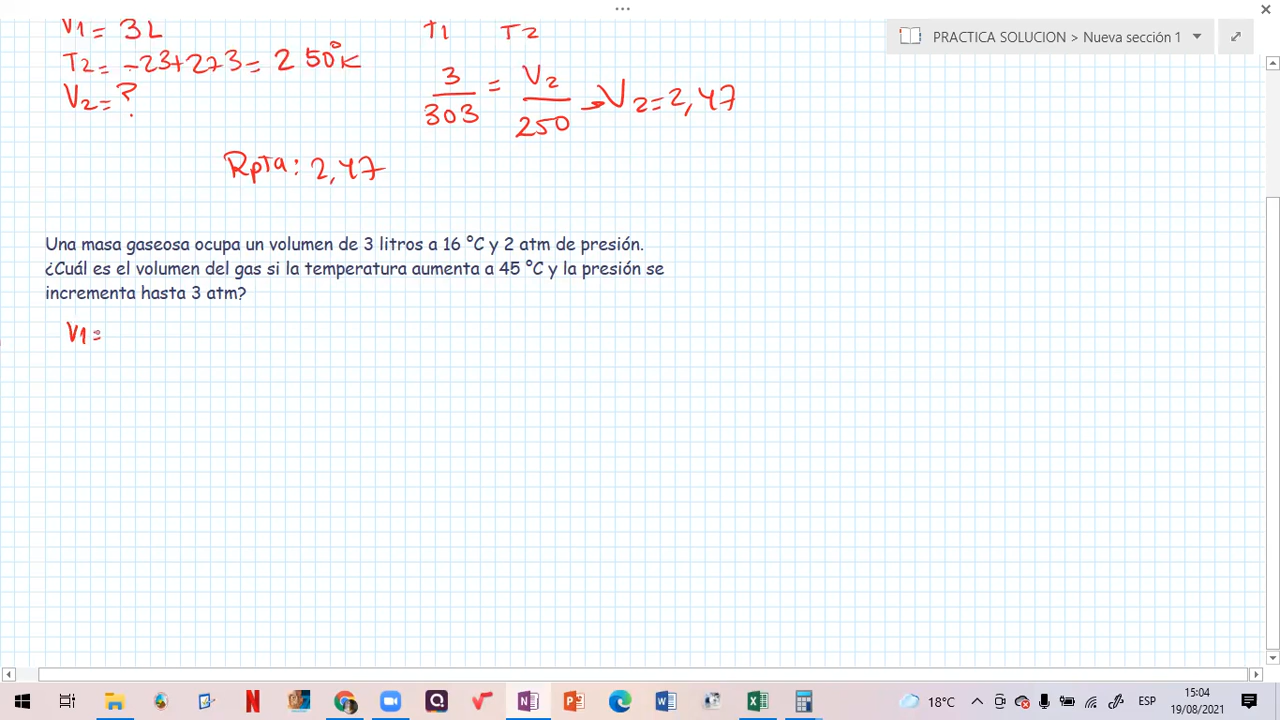 V1 = 3L
T2 = -23+273 = 250°K
V2 = ?
T1 T2
3/303 = V2/250 → V2 = 2,47
Rpta: 2,47
PRACTICA SOLUCION > Nueva sección 1
Una masa gaseosa ocupa un volumen de 3 litros a 16 °C y 2 atm de presión.
¿Cuál es el volumen del gas si la temperatura aumenta a 45 °C y la presión se
incrementa hasta 3 atm?
V1 =
18°C
ESP
15:04
19/08/2021